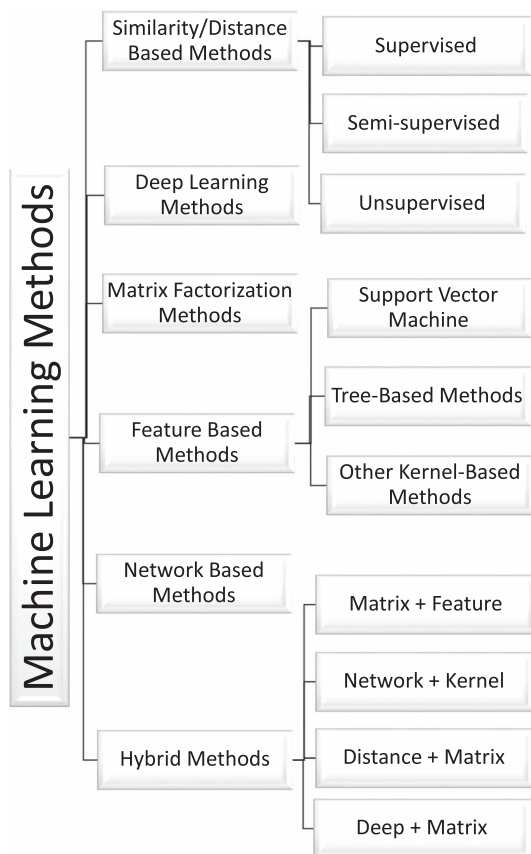 Machine Learning Methods
Similarity/Distance
Based Methods
Supervised
Semi-supervised
Unsupervised
Deep Learning
Methods
Matrix Factorization
Methods
Feature Based
Methods
Support Vector
Machine
Tree-Based Methods
Other Kernel-Based
Methods
Network Based
Methods
Hybrid Methods
Matrix + Feature
Network + Kernel
Distance + Matrix
Deep + Matrix